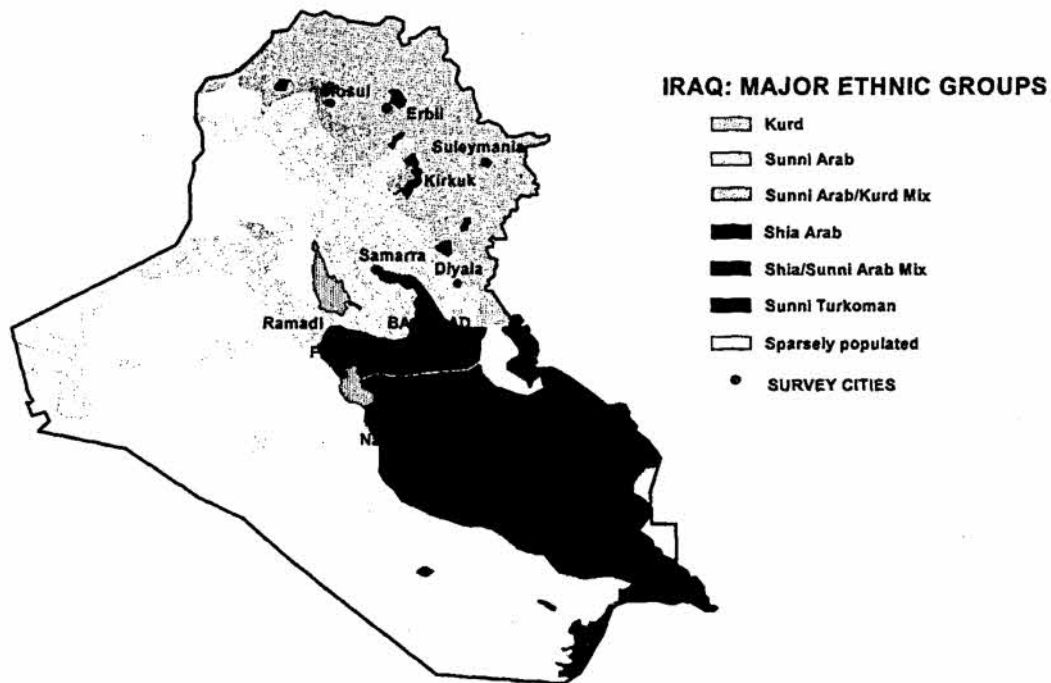 IRAQ: MAJOR ETHNIC GROUPS
Kurd
Sunni Arab
Sunni Arab/Kurd Mix
Shia Arab
Shia/Sunni Arab Mix
Sunni Turkoman
Sparsely populated
SURVEY CITIES
Mosul
Erbil
Suleymania
Kirkuk
Samarra
Diyala
Ramadi